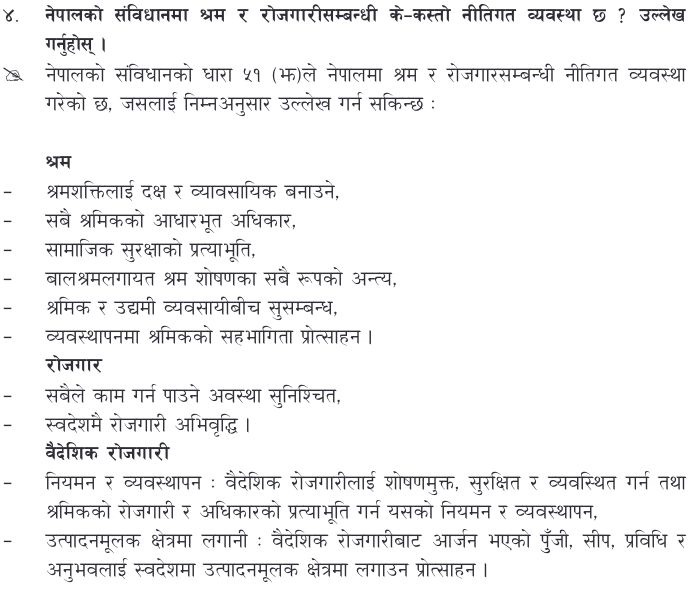 ४. नेपालको संविधानमा श्रम र रोजगारीसम्बन्धी के-कस्तो नीतिगत व्यवस्था छ ? उल्लेख
गर्नुहोस् ।
नेपालको संविधानको धारा ५१ (झ)ले नेपालमा श्रम र रोजगारसम्बन्धी नीतिगत व्यवस्था
गरेको छ, जसलाई निम्नअनुसार उल्लेख गर्न सकिन्छ :
श्रम
- श्रमशक्तिलाई दक्ष र व्यावसायिक बनाउने,
- सबै श्रमिकको आधारभूत अधिकार,
- सामाजिक सुरक्षाको प्रत्याभूति,
- बालश्रमलगायत श्रम शोषणका सबै रूपको अन्त्य,
- श्रमिक र उद्यमी व्यवसायीबीच सुसम्बन्ध,
- व्यवस्थापनमा श्रमिकको सहभागिता प्रोत्साहन ।
रोजगार
- सबैले काम गर्न पाउने अवस्था सुनिश्चित,
- स्वदेशमै रोजगारी अभिवृद्धि ।
वैदेशिक रोजगारी
- नियमन र व्यवस्थापन : वैदेशिक रोजगारीलाई शोषणमुक्त, सुरक्षित र व्यवस्थित गर्न तथा
श्रमिकको रोजगारी र अधिकारको प्रत्याभूति गर्न यसको नियमन र व्यवस्थापन,
- उत्पादनमूलक क्षेत्रमा लगानी : वैदेशिक रोजगारीबाट आर्जन भएको पुँजी, सीप, प्रविधि र
अनुभवलाई स्वदेशमा उत्पादनमूलक क्षेत्रमा लगाउन प्रोत्साहन ।